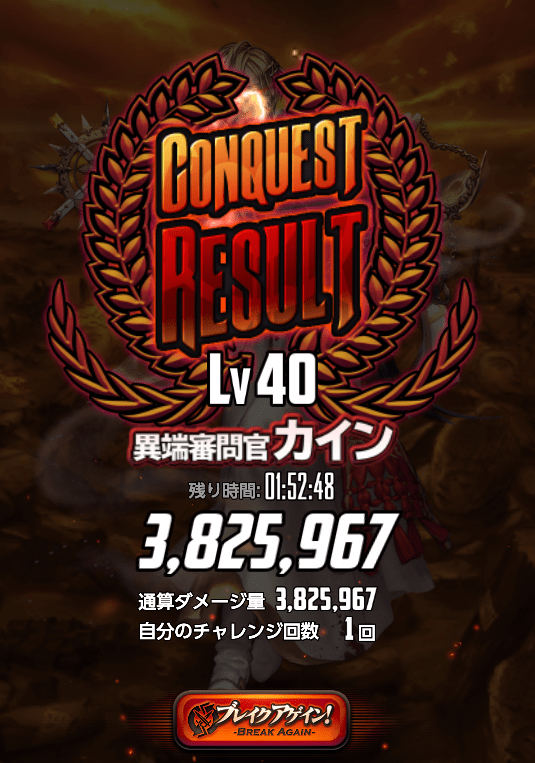 CONQUEST
RESULT
Lv 40
異端審問官 カイン
残り時間: 01:52:48
3,825,967
通算ダメージ量 3,825,967
自分のチャレンジ回数 1回
ブレイクアゲイン!
-BREAK AGAIN-